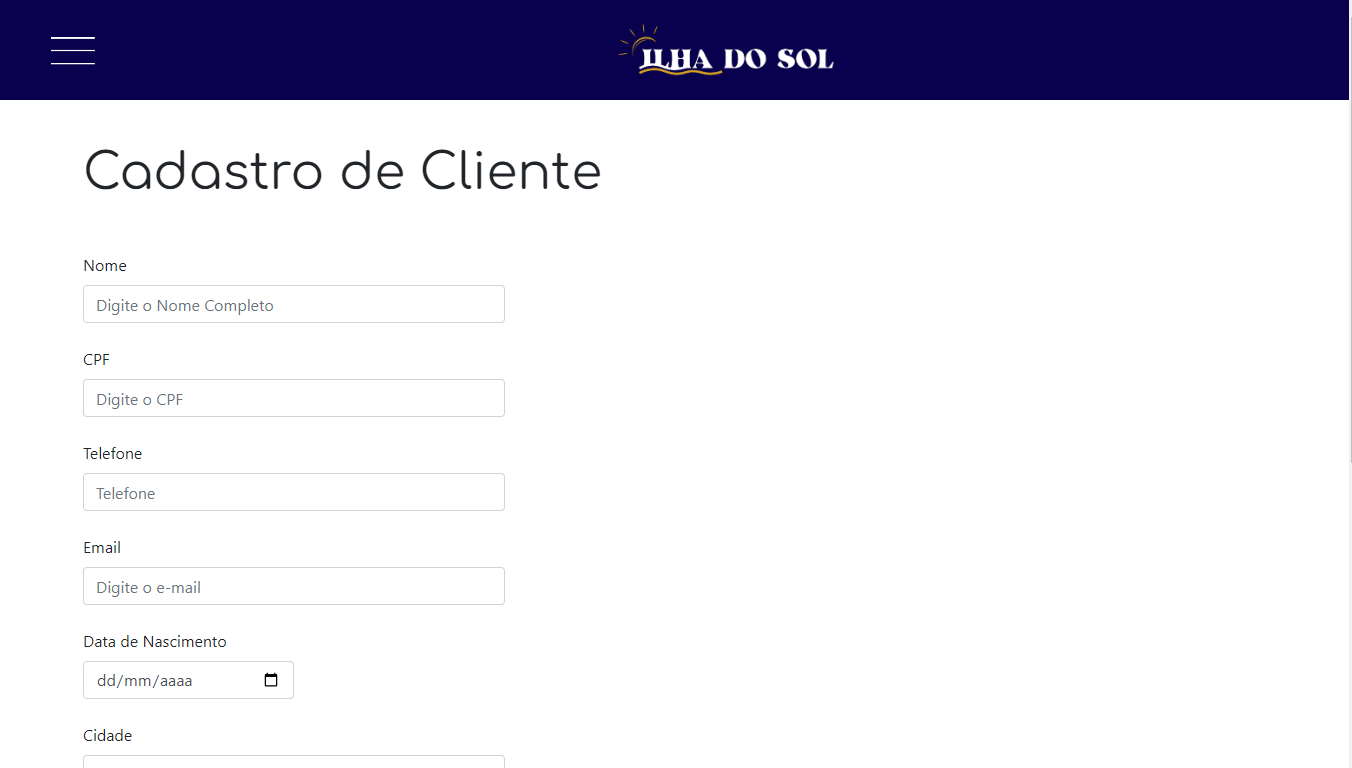 ILHA DO SOL
Cadastro de Cliente
Nome
Digite o Nome Completo
CPF
Digite o CPF
Telefone
Telefone
Email
Digite o e-mail
Data de Nascimento
dd/mm/aaaa
Cidade